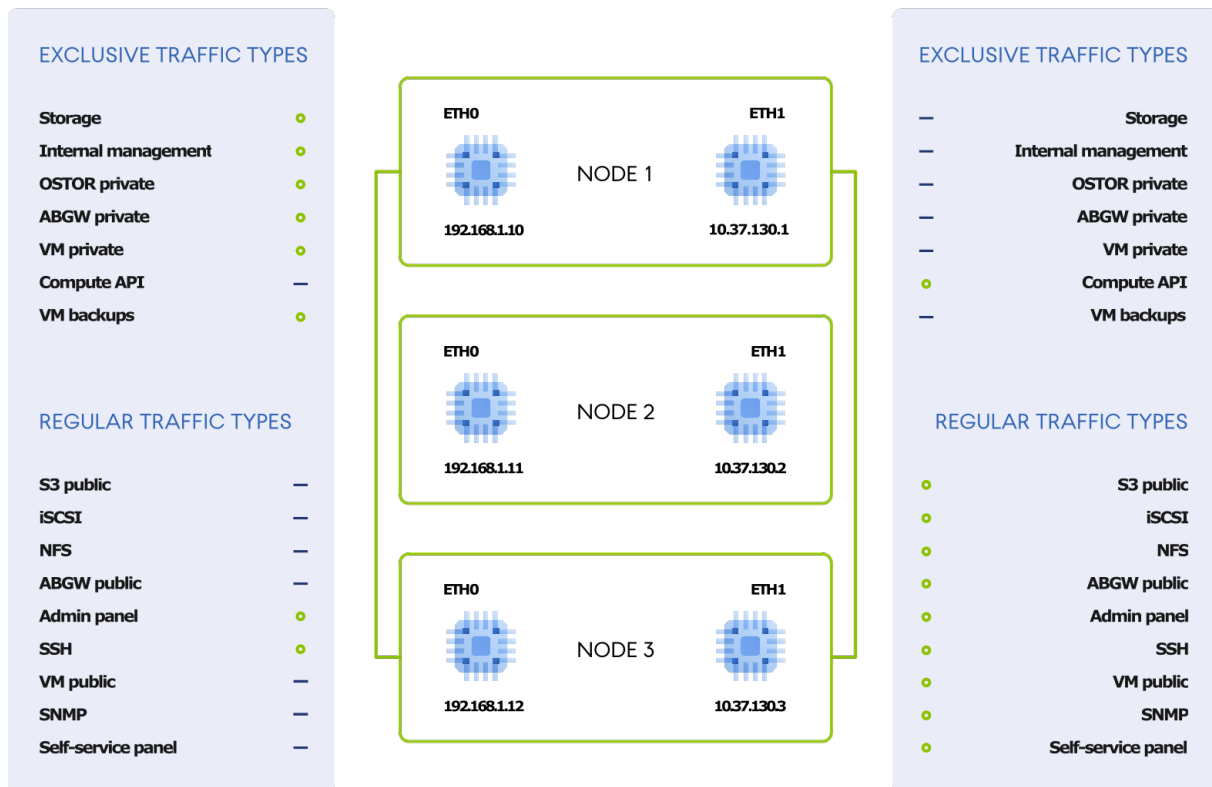 EXCLUSIVE TRAFFIC TYPES
Storage
Internal management
OSTOR private
ABGW private
VM private
Compute API
VM backups
REGULAR TRAFFIC TYPES
S3 public
iSCSI
NFS
ABGW public
Admin panel
SSH
VM public
SNMP
Self-service panel
ETH0 ETH1
NODE 1
192.168.1.10 10.37.130.1
ETH0 ETH1
NODE 2
192.168.1.11 10.37.130.2
ETH0 ETH1
NODE 3
192.168.1.12 10.37.130.3
EXCLUSIVE TRAFFIC TYPES
Storage
Internal management
OSTOR private
ABGW private
VM private
Compute API
VM backups
REGULAR TRAFFIC TYPES
S3 public
iSCSI
NFS
ABGW public
Admin panel
SSH
VM public
SNMP
Self-service panel